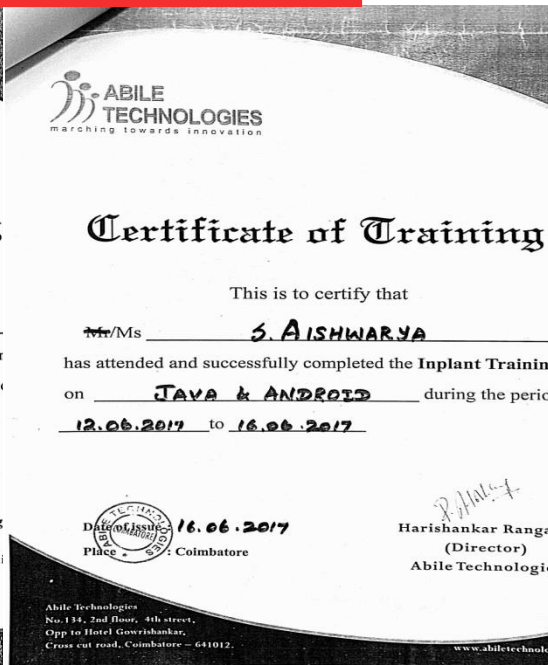 ABILE
TECHNOLOGIES
marching towards innovation
Certificate of Training
This is to certify that
Mr/Ms S. AISHWARYA
has attended and successfully completed the Inplant Trainin
on JAVA & ANDROID during the perio
12.06.2017 to 16.06.2017
Date of issue: 16.06.2017
Place : Coimbatore
Harishankar Ranga
(Director)
Abile Technologi
Abile Technologies
No.134, 2nd floor, 4th street,
Opp to Hotel Gowrishankar,
Cross cut road, Coimbatore – 641012.
www.abiletechnolo